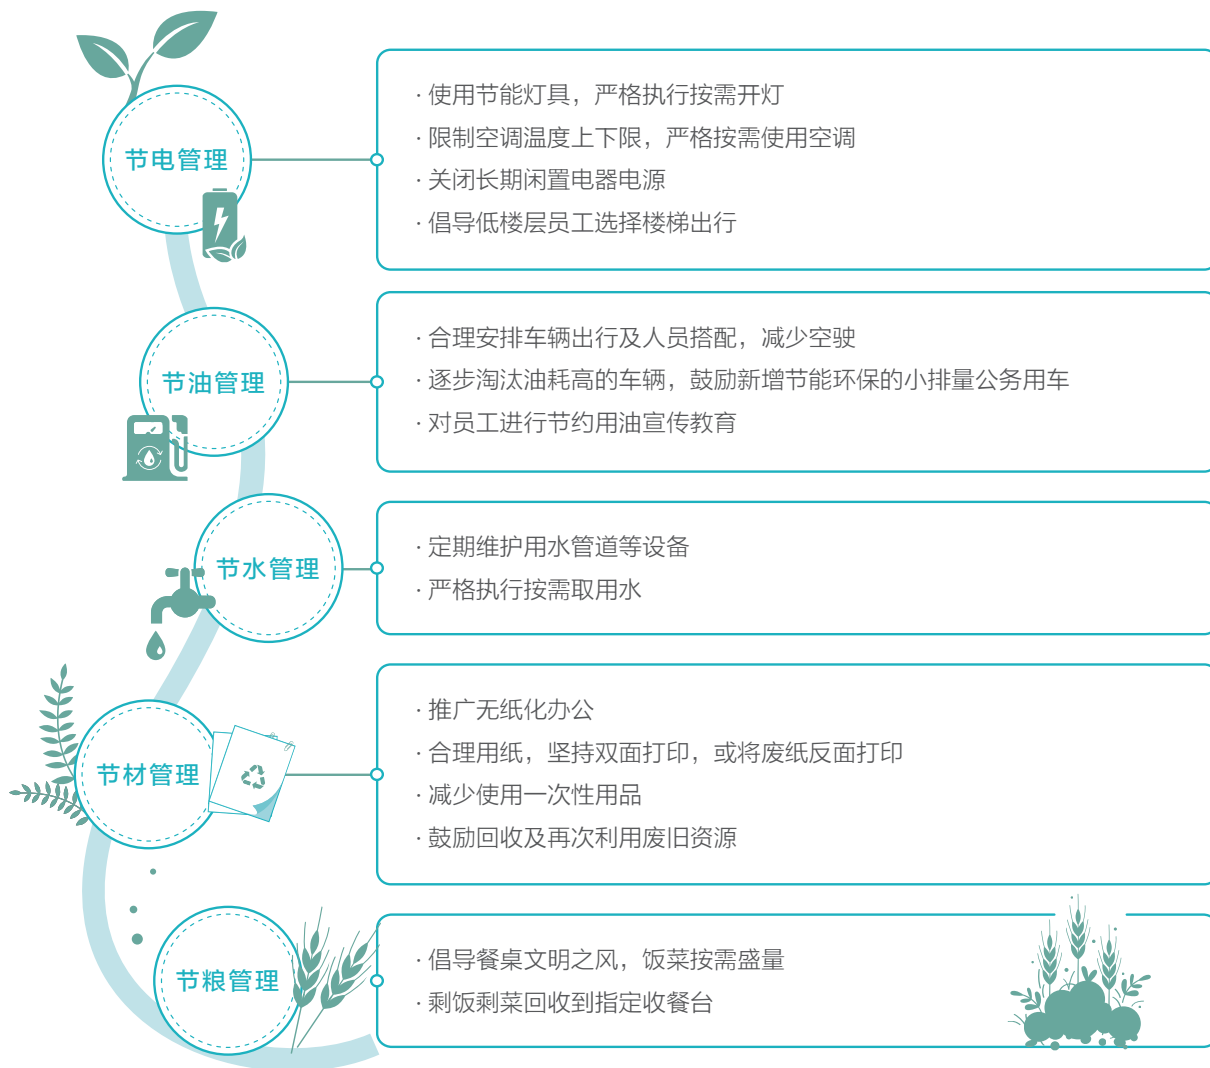 节电管理
· 使用节能灯具，严格执行按需开灯
· 限制空调温度上下限，严格按需使用空调
· 关闭长期闲置电器电源
· 倡导低楼层员工选择楼梯出行
节油管理
· 合理安排车辆出行及人员搭配，减少空驶
· 逐步淘汰油耗高的车辆，鼓励新增节能环保的小排量公务用车
· 对员工进行节约用油宣传教育
节水管理
· 定期维护用水管道等设备
· 严格执行按需取用水
节材管理
· 推广无纸化办公
· 合理用纸，坚持双面打印，或将废纸反面打印
· 减少使用一次性用品
· 鼓励回收及再次利用废旧资源
节粮管理
· 倡导餐桌文明之风，饭菜按需盛量
· 剩饭剩菜回收到指定收餐台